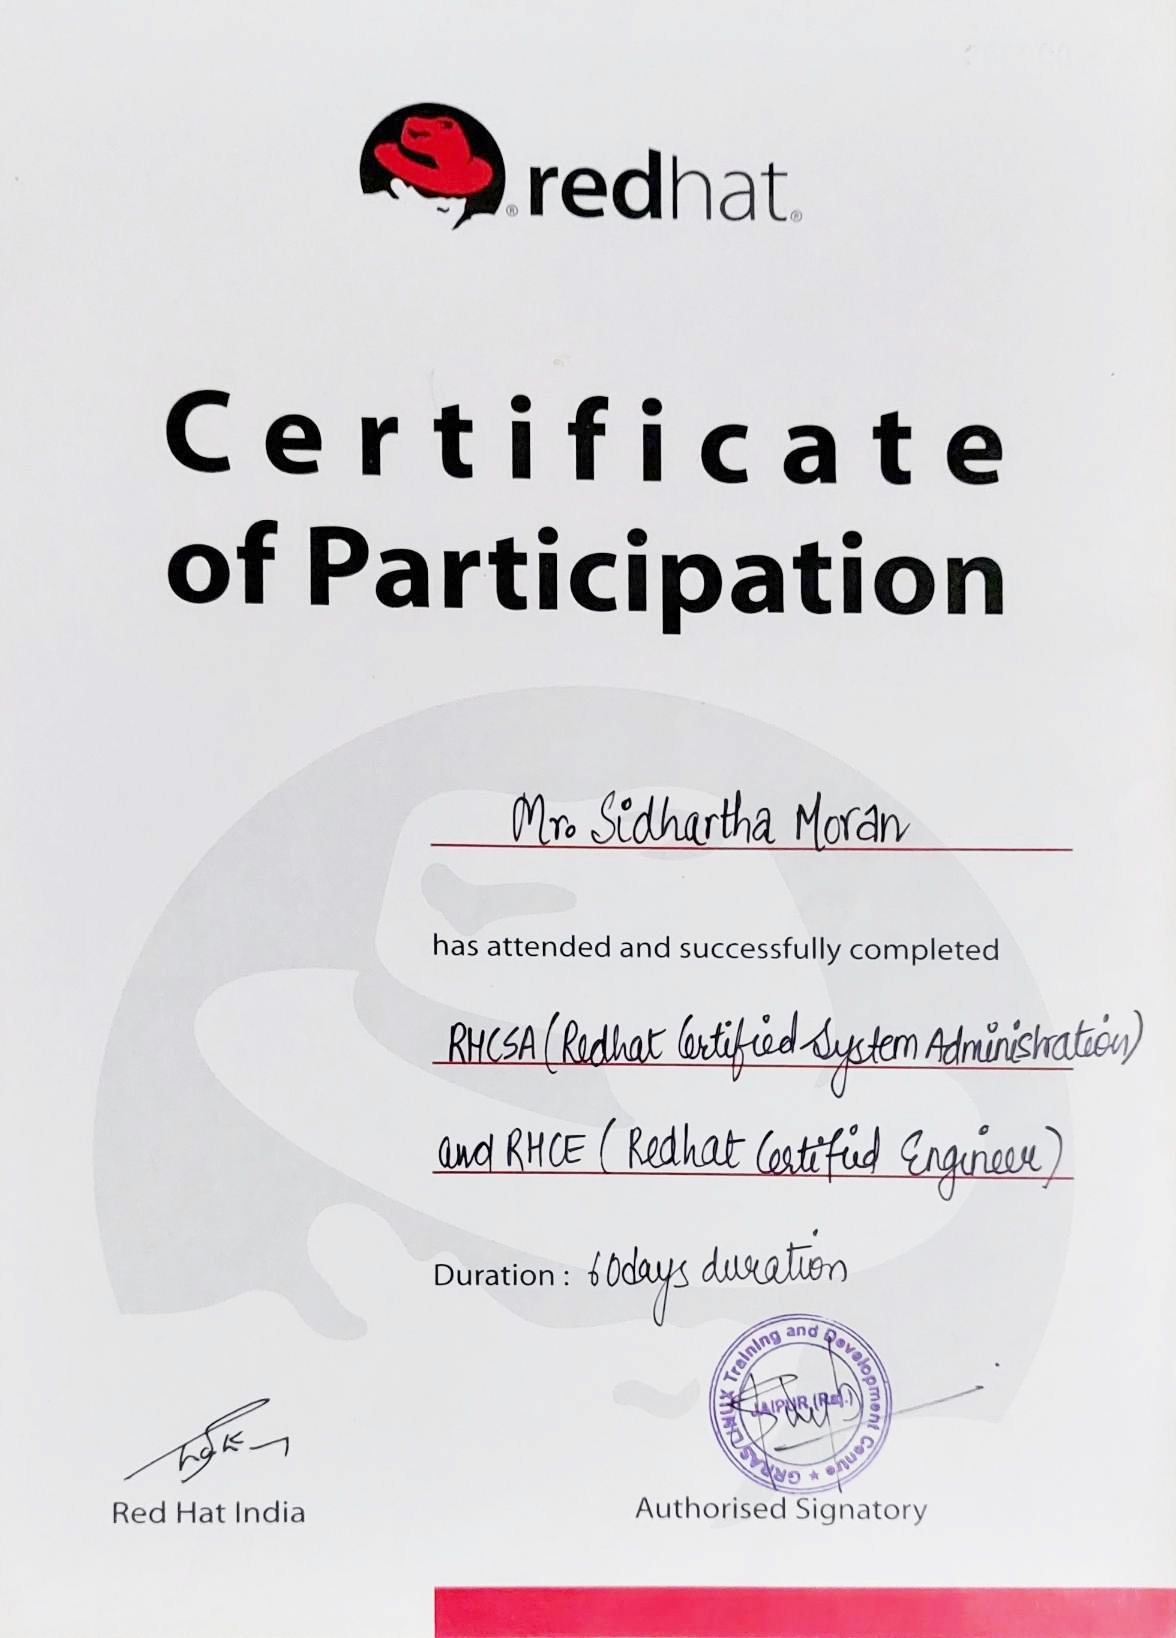 redhat
Certificate
of Participation
Mr. Sidhartha Moran
has attended and successfully completed
RHCSA (Redhat Certified System Administration)
and RHCE ( Redhat Certified Engineer)
Duration : 60days duration
GRRAS LINUX Training and Development Centre ★
JAIPUR (Raj.)
Red Hat India
Authorised Signatory